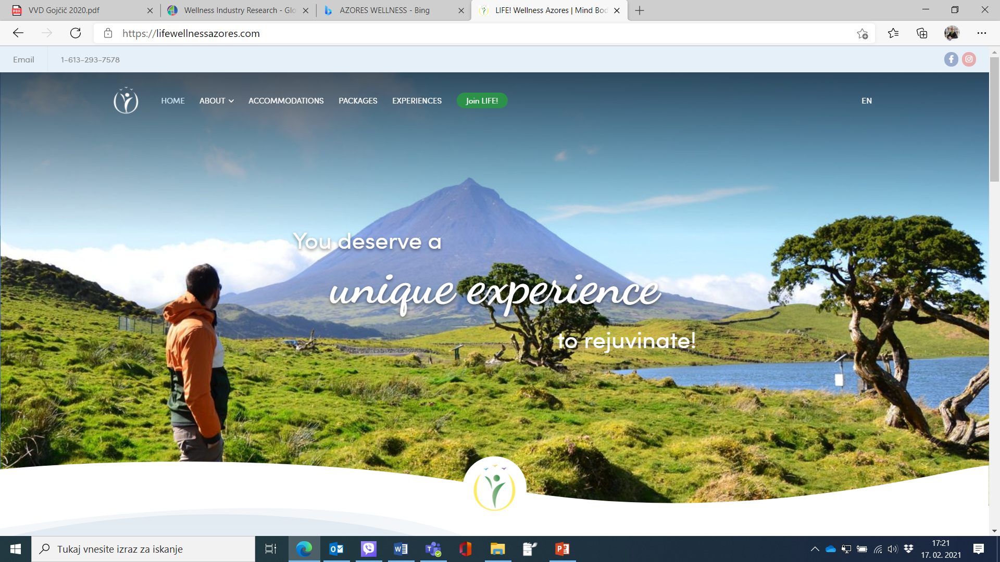 VVD Gojčič 2020.pdf
Wellness Industry Research - Glo
AZORES WELLNESS - Bing
LIFE! Wellness Azores | Mind Bod
https://lifewellnessazores.com
Email
1-613-293-7578
HOME
ABOUT
ACCOMMODATIONS
PACKAGES
EXPERIENCES
Join LIFE!
EN
You deserve a
unique experience
to rejuvinate!
Tukaj vnesite izraz za iskanje
17:21
17. 02. 2021